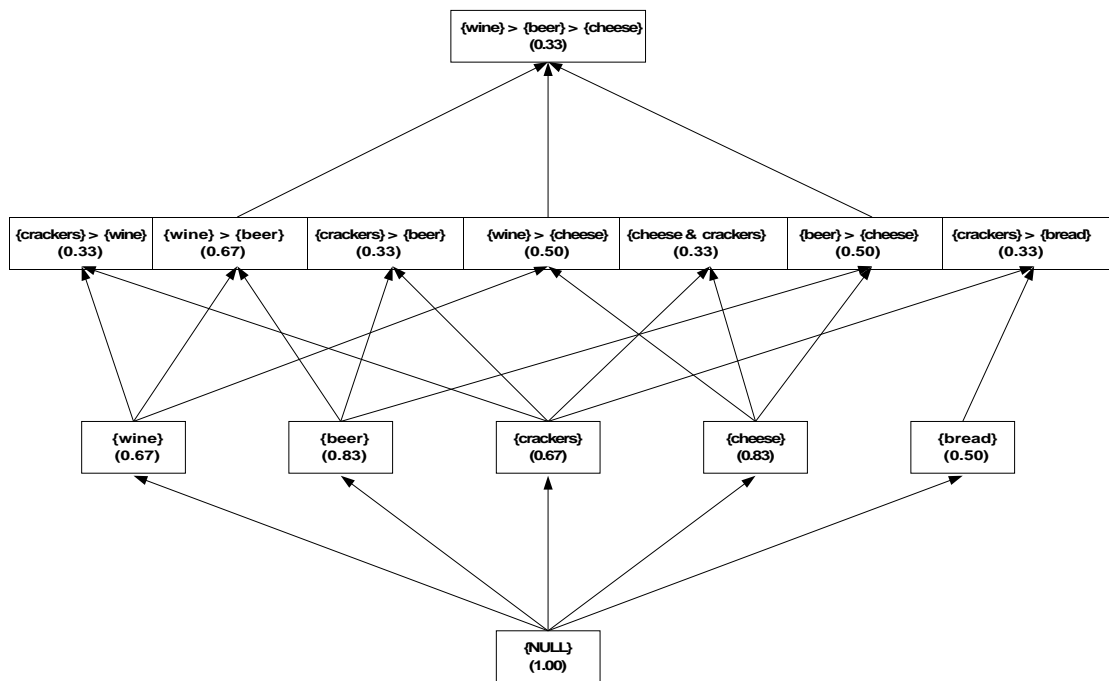 {wine} > {beer} > {cheese}
(0.33)
{crackers} > {wine}
(0.33)
{wine} > {beer}
(0.67)
{crackers} > {beer}
(0.33)
{wine} > {cheese}
(0.50)
{cheese & crackers}
(0.33)
{beer} > {cheese}
(0.50)
{crackers} > {bread}
(0.33)
{wine}
(0.67)
{beer}
(0.83)
{crackers}
(0.67)
{cheese}
(0.83)
{bread}
(0.50)
{NULL}
(1.00)